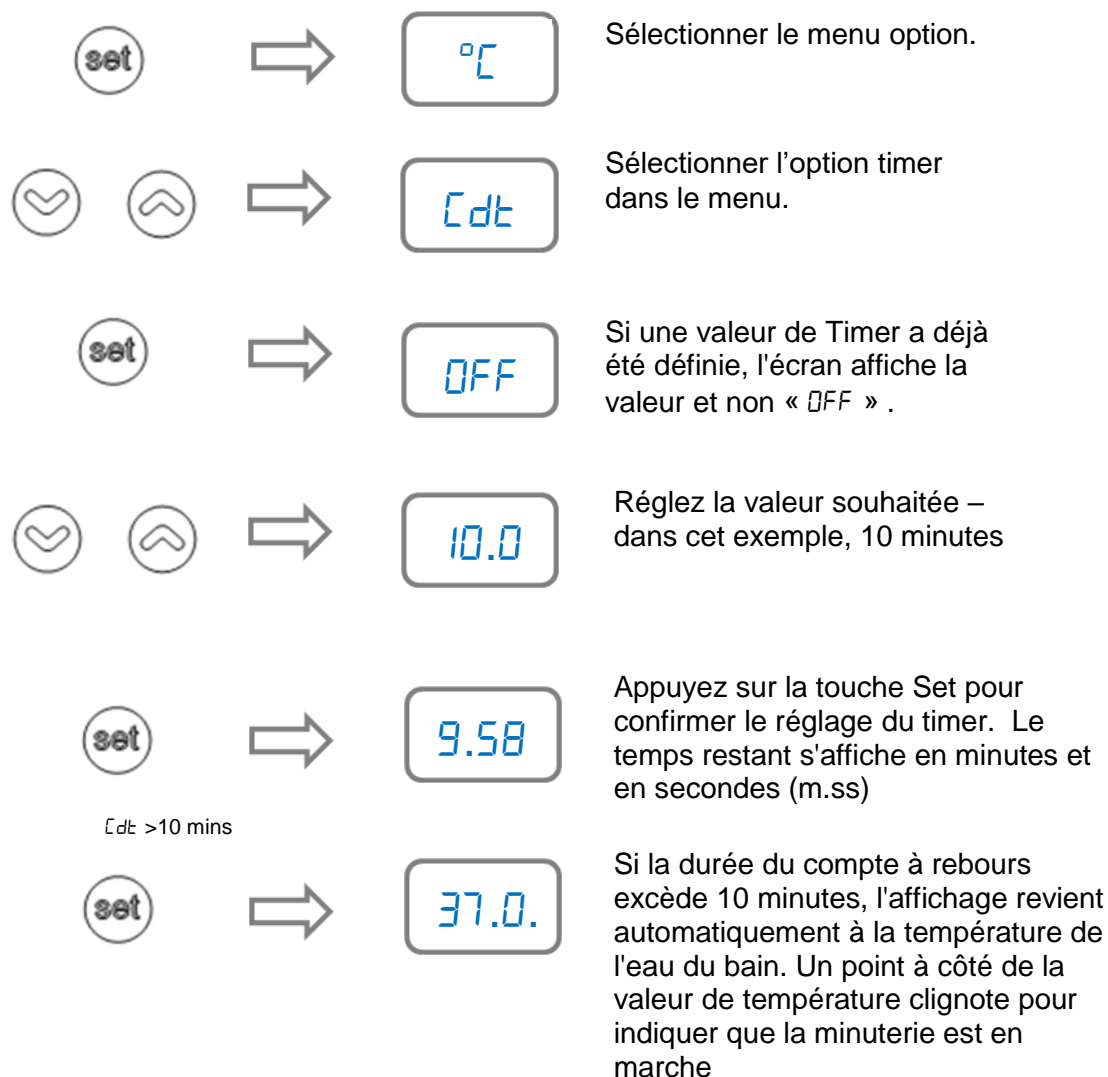 set
°C
Sélectionner le menu option.
Cdt
Sélectionner l’option timer
dans le menu.
set
OFF
Si une valeur de Timer a déjà
été définie, l'écran affiche la
valeur et non « OFF » .
10.0
Réglez la valeur souhaitée –
dans cet exemple, 10 minutes
set
9.58
Appuyez sur la touche Set pour
confirmer le réglage du timer.  Le
temps restant s'affiche en minutes et
en secondes (m.ss)
Cdt >10 mins
set
37.0.
Si la durée du compte à rebours
excède 10 minutes, l'affichage revient
automatiquement à la température de
l'eau du bain. Un point à côté de la
valeur de température clignote pour
indiquer que la minuterie est en
marche